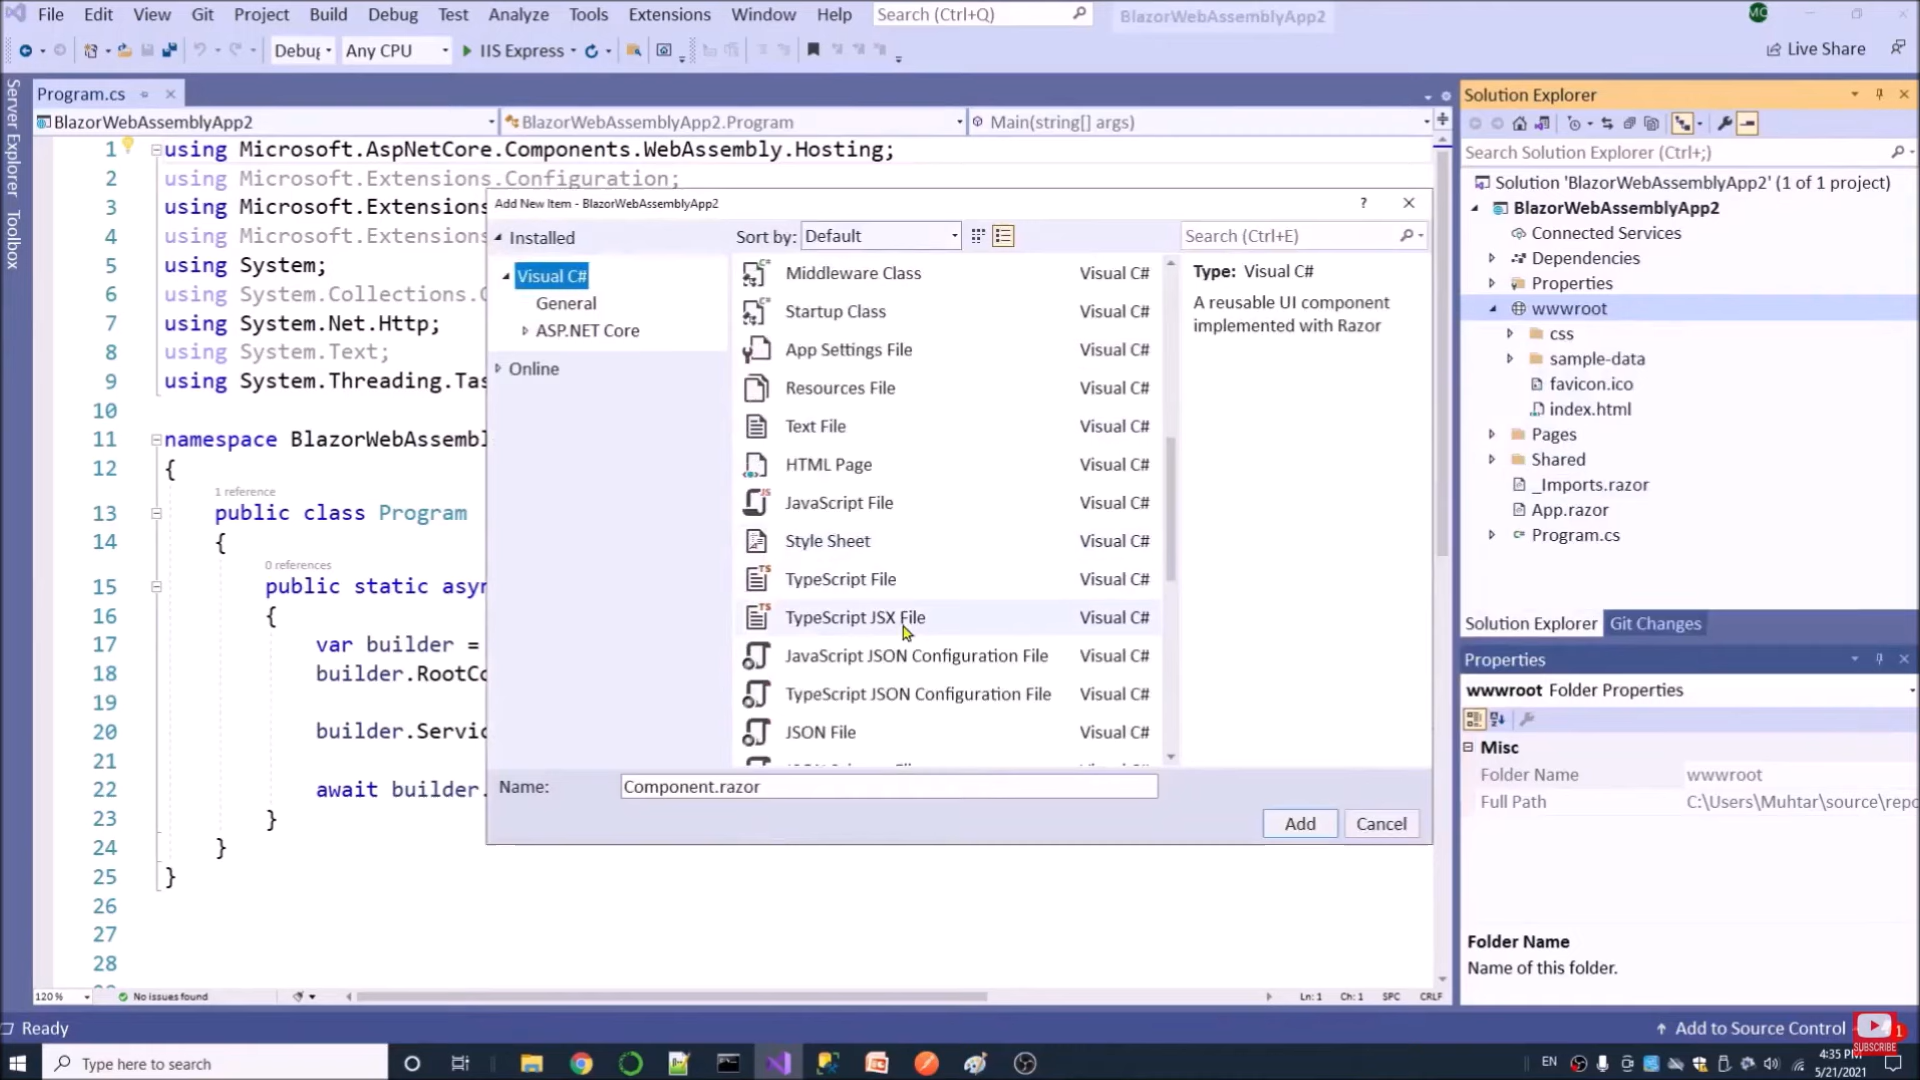 File Edit View Git Project Build Debug Test Analyze Tools Extensions Window Help Search (Ctrl+Q) BlazorWebAssemblyApp2 MC
Debug Any CPU IIS Express Live Share
Server Explorer
Toolbox
Program.cs
BlazorWebAssemblyApp2 BlazorWebAssemblyApp2.Program Main(string[] args)
1 using Microsoft.AspNetCore.Components.WebAssembly.Hosting;
2 using Microsoft.Extensions.Configuration;
3 using Microsoft.Extensions
4 using Microsoft.Extensions
5 using System;
6 using System.Collections.
7 using System.Net.Http;
8 using System.Text;
9 using System.Threading.Tas
10
11 namespace BlazorWebAssembl
12 {
1 reference
13 public class Program
14 {
0 references
15 public static asyn
16 {
17 var builder =
18 builder.RootCo
19
20 builder.Servic
21
22 await builder.
23 }
24 }
25 }
26
27
28
120 % No issues found Ln: 1 Ch: 1 SPC CRLF
Add New Item - BlazorWebAssemblyApp2 ?
Installed
Visual C#
General
ASP.NET Core
Online
Sort by: Default
Search (Ctrl+E)
Middleware Class Visual C#
Startup Class Visual C#
App Settings File Visual C#
Resources File Visual C#
Text File Visual C#
HTML Page Visual C#
JavaScript File Visual C#
Style Sheet Visual C#
TypeScript File Visual C#
TypeScript JSX File Visual C#
JavaScript JSON Configuration File Visual C#
TypeScript JSON Configuration File Visual C#
JSON File Visual C#
Type: Visual C#
A reusable UI component
implemented with Razor
Name: Component.razor
Add Cancel
Solution Explorer
Search Solution Explorer (Ctrl+;)
Solution 'BlazorWebAssemblyApp2' (1 of 1 project)
BlazorWebAssemblyApp2
Connected Services
Dependencies
Properties
wwwroot
css
sample-data
favicon.ico
index.html
Pages
Shared
_Imports.razor
App.razor
Program.cs
Solution Explorer Git Changes
Properties
wwwroot Folder Properties
Misc
Folder Name wwwroot
Full Path C:\Users\Muhtar\source\repo
Folder Name
Name of this folder.
Ready Add to Source Control 1
SUBSCRIBE
Type here to search
EN
4:35 PM
5/21/2021